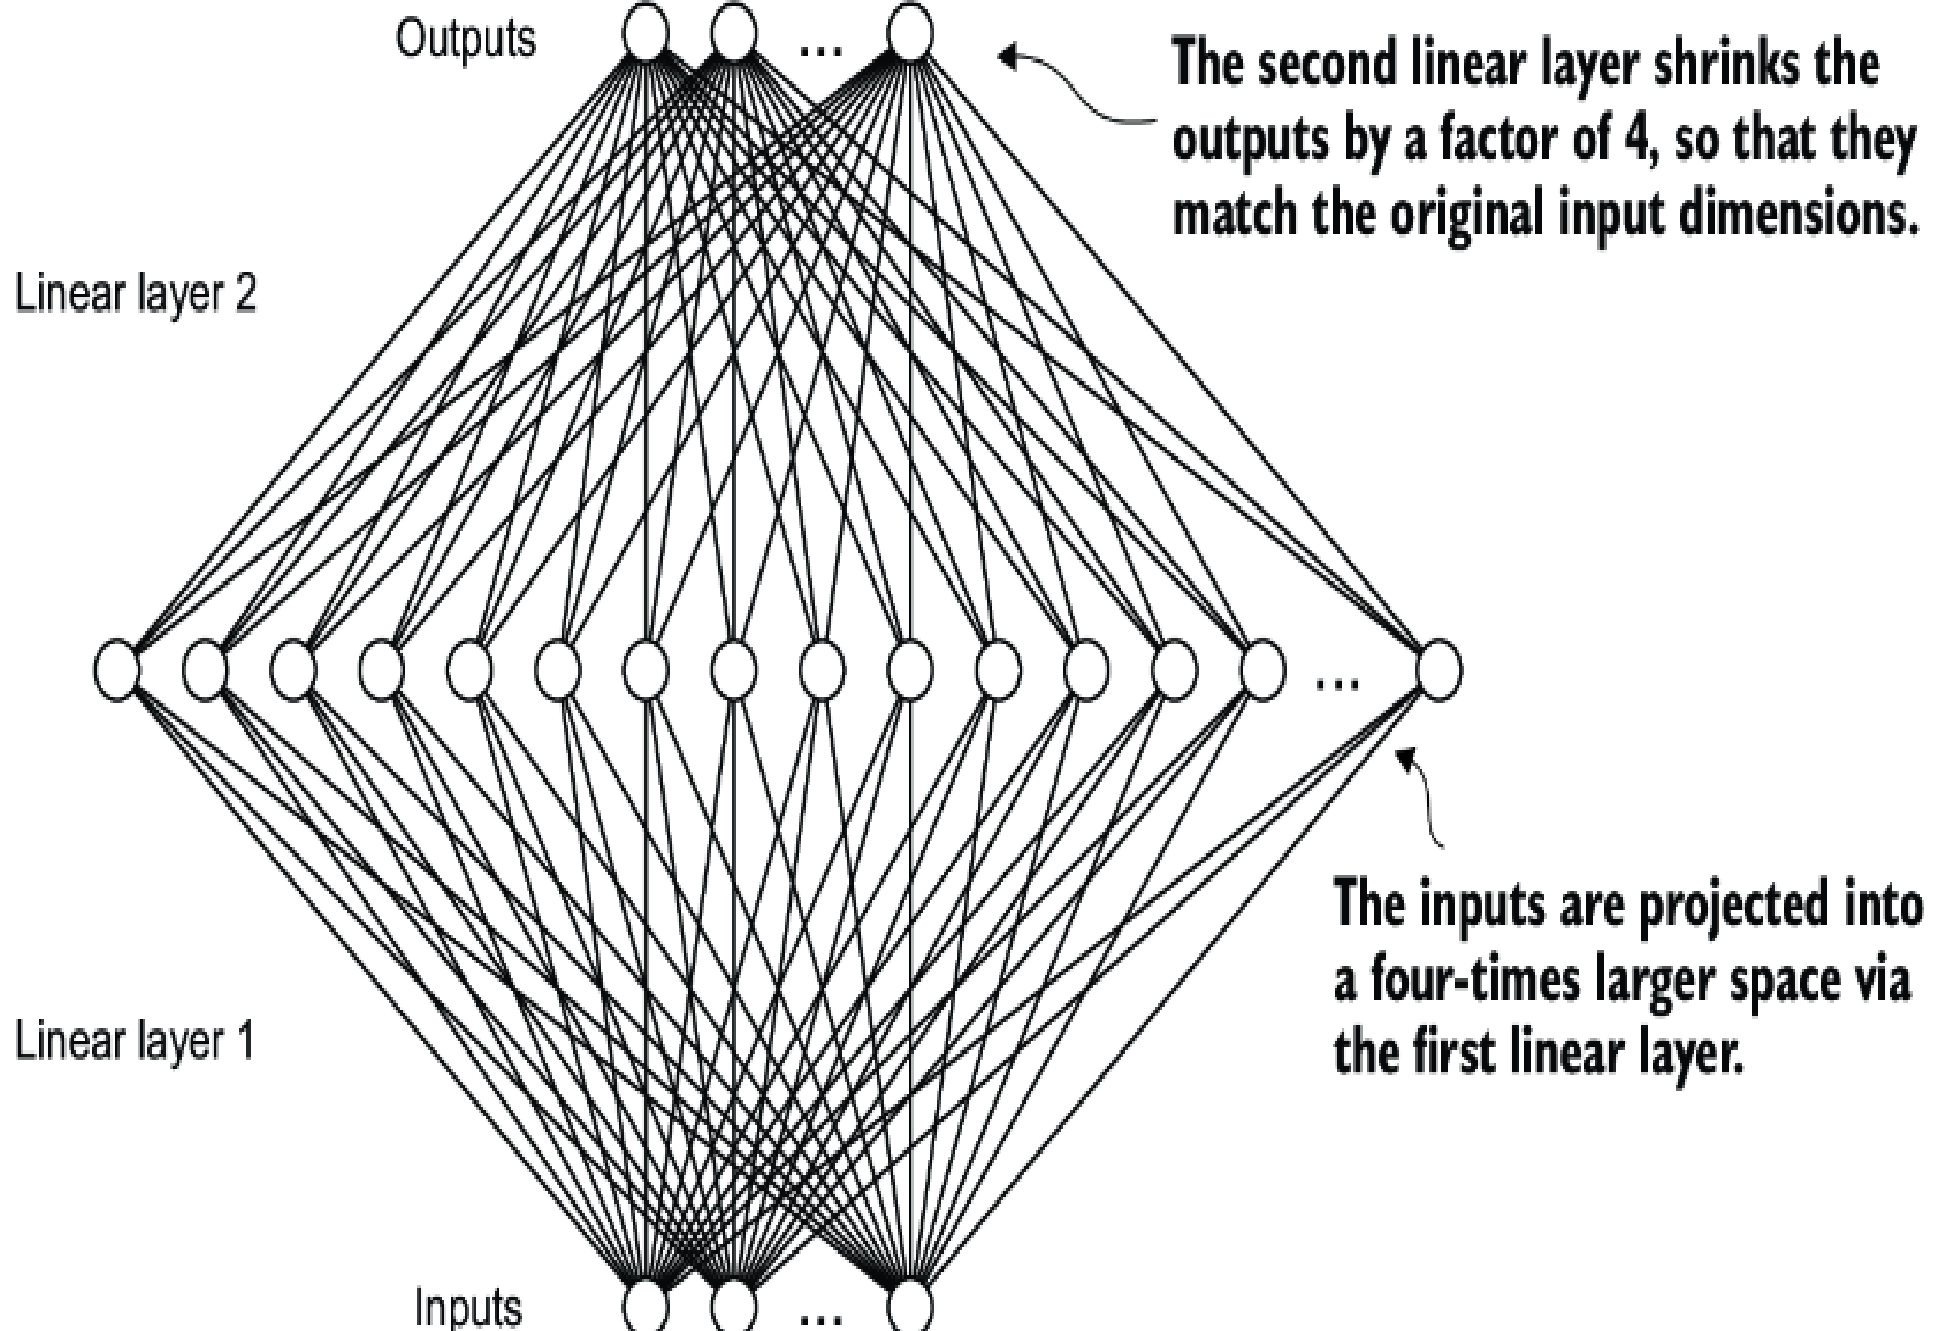 Outputs
...
The second linear layer shrinks the
outputs by a factor of 4, so that they
match the original input dimensions.
Linear layer 2
...
The inputs are projected into
a four-times larger space via
the first linear layer.
Linear layer 1
Inputs
...